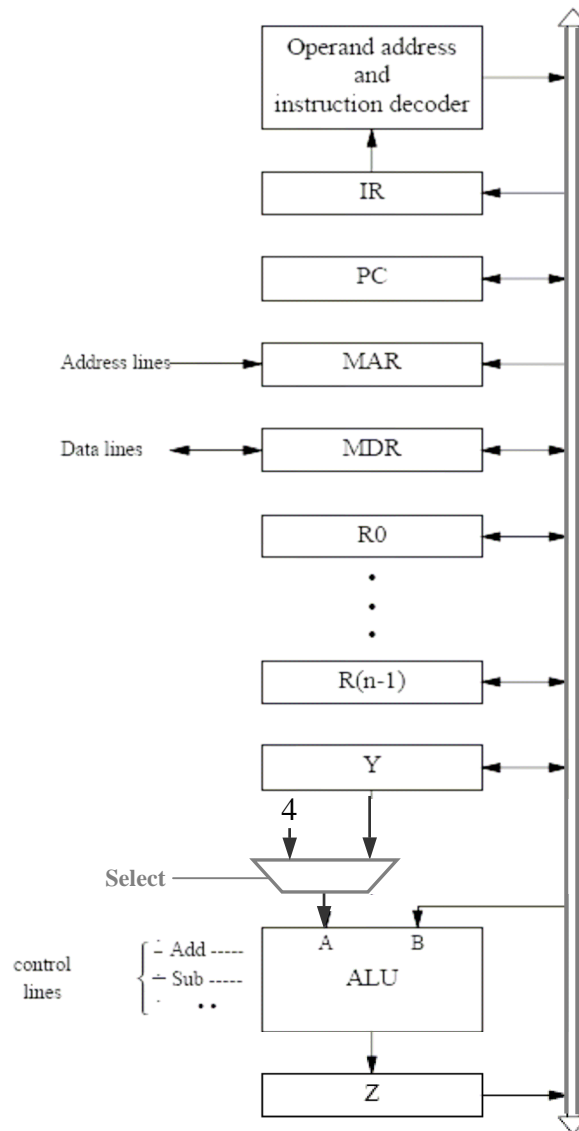 Operand address
and
instruction decoder
IR
PC
Address lines
MAR
Data lines
MDR
R0
R(n-1)
Y
4
Select
A B
control
lines
Add
Sub
ALU
Z